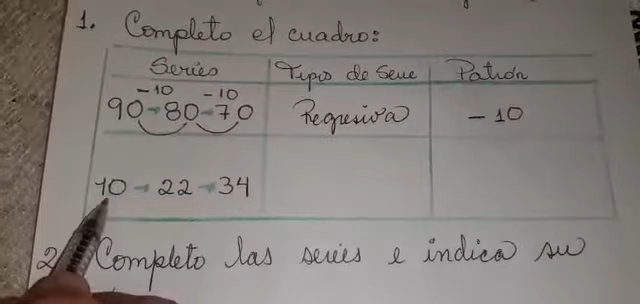 1. Completo el cuadro:
Series Tipos de Serie Patrón
-10 -10
90 - 80 - 70 Regresiva - 10
10 - 22 - 34
2. Completo las series e indica su